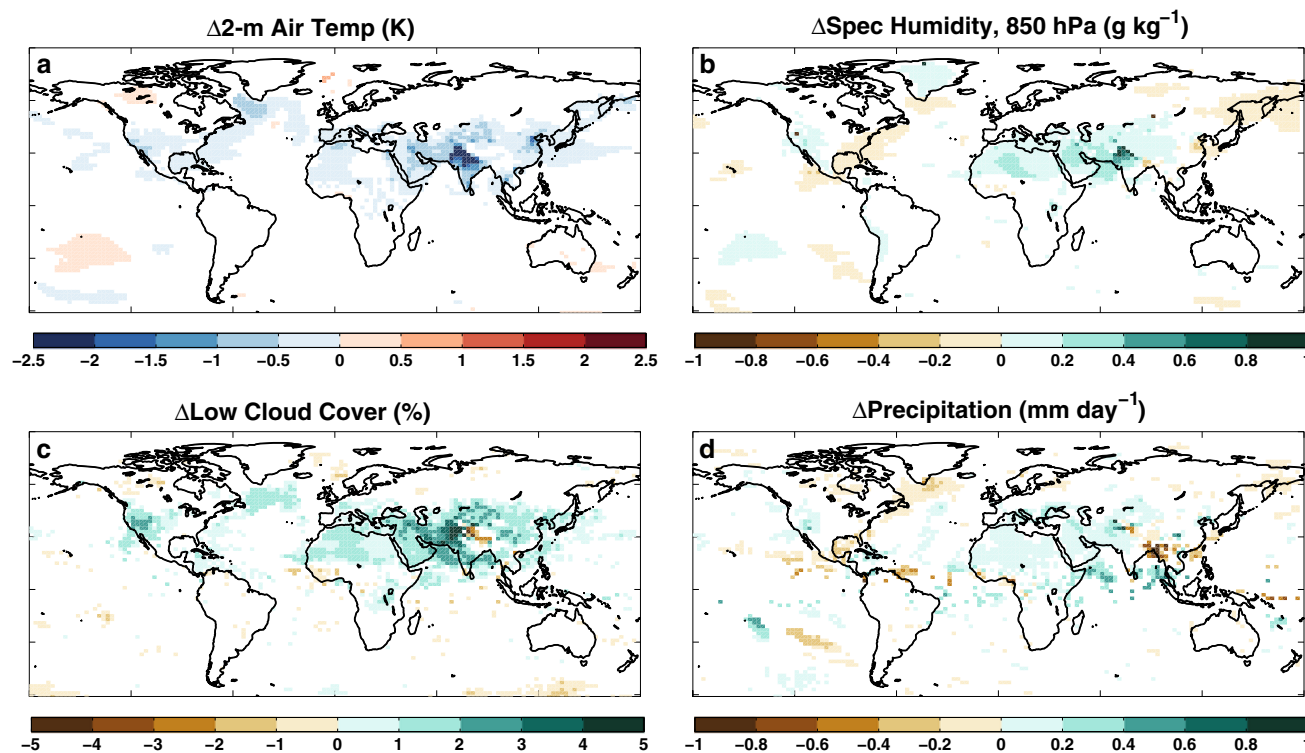 Δ2-m Air Temp (K)
ΔSpec Humidity, 850 hPa (g kg⁻¹)
a
b
−2.5 −2 −1.5 −1 −0.5 0 0.5 1 1.5 2 2.5
−1 −0.8 −0.6 −0.4 −0.2 0 0.2 0.4 0.6 0.8 1
ΔLow Cloud Cover (%)
ΔPrecipitation (mm day⁻¹)
c
d
−5 −4 −3 −2 −1 0 1 2 3 4 5
−1 −0.8 −0.6 −0.4 −0.2 0 0.2 0.4 0.6 0.8 1